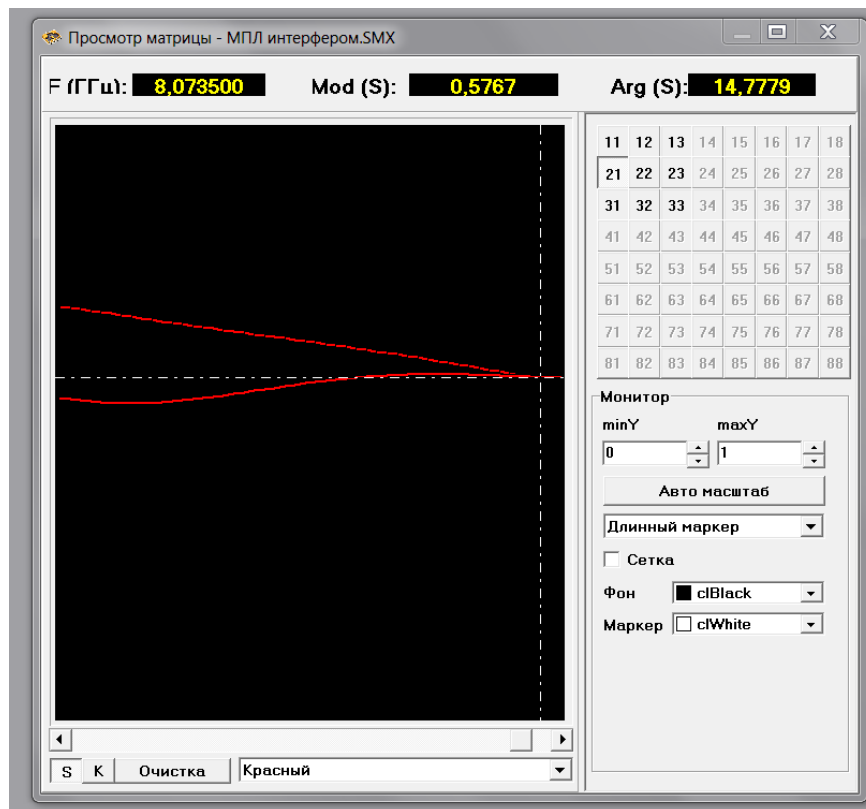 Просмотр матрицы - МПЛ интерфером.SMX
F (ГГц): 8,073500 Mod (S): 0,5767 Arg (S): 14,7779
11 12 13 14 15 16 17 18
21 22 23 24 25 26 27 28
31 32 33 34 35 36 37 38
41 42 43 44 45 46 47 48
51 52 53 54 55 56 57 58
61 62 63 64 65 66 67 68
71 72 73 74 75 76 77 78
81 82 83 84 85 86 87 88
Монитор
minY maxY
0 1
Авто масштаб
Длинный маркер
Сетка
Фон clBlack
Маркер clWhite
S K Очистка Красный